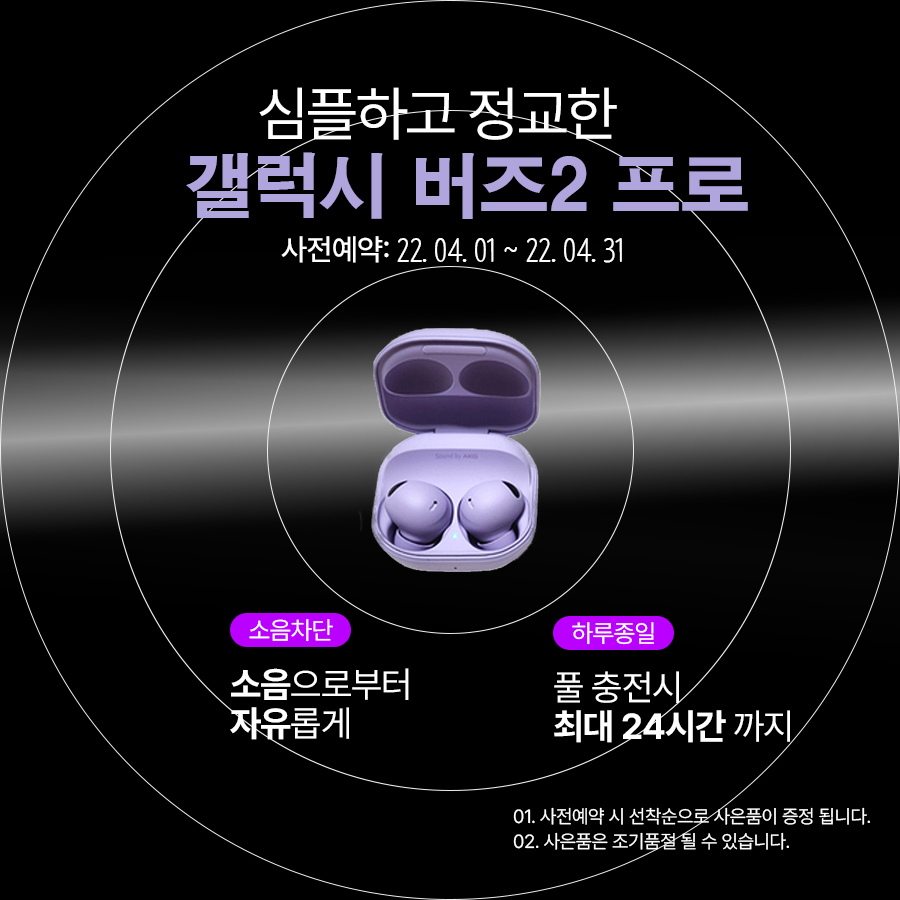 심플하고 정교한
갤럭시 버즈2 프로
사전예약: 22. 04. 01 ~ 22. 04. 31
Sound by AKG
소음차단
소음으로부터
자유롭게
하루종일
풀 충전시
최대 24시간 까지
01. 사전예약 시 선착순으로 사은품이 증정 됩니다.
02. 사은품은 조기품절 될 수 있습니다.